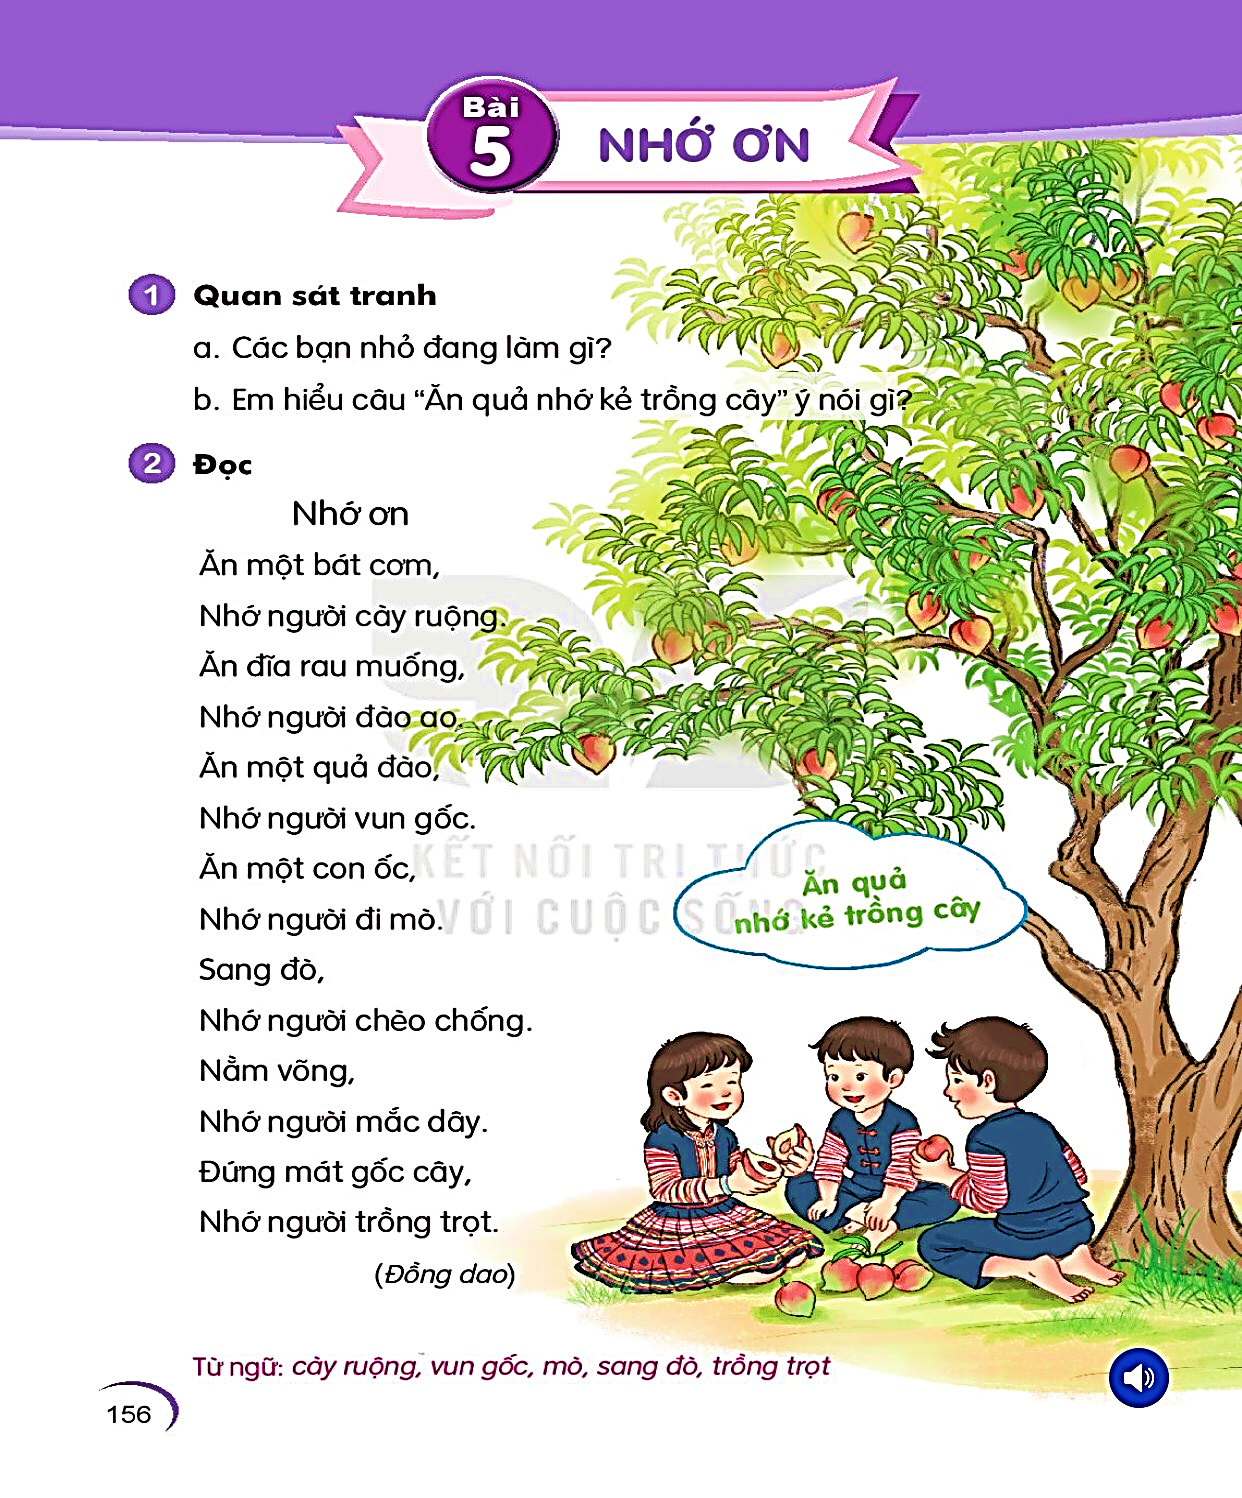 Bài
5
NHỚ ƠN
1 Quan sát tranh
a. Các bạn nhỏ đang làm gì?
b. Em hiểu câu “Ăn quả nhớ kẻ trồng cây” ý nói gì?
2 Đọc
Nhớ ơn
Ăn một bát cơm,
Nhớ người cày ruộng.
Ăn đĩa rau muống,
Nhớ người đào ao.
Ăn một quả đào,
Nhớ người vun gốc.
Ăn một con ốc,
Nhớ người đi mò.
Sang đò,
Nhớ người chèo chống.
Nằm võng,
Nhớ người mắc dây.
Đứng mát gốc cây,
Nhớ người trồng trọt.
(Đồng dao)
KẾT NỐI TRI THỨC
VỚI CUỘC SỐNG
Ăn quả
nhớ kẻ trồng cây
Từ ngữ: cày ruộng, vun gốc, mò, sang đò, trồng trọt
156